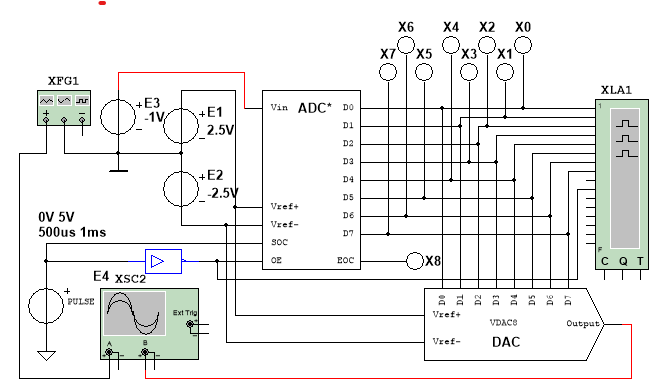 X6 X4 X2 X0
X7 X5 X3 X1
XFG1
XLA1
E3
-1V
E1
2.5V
E2
-2.5V
ADC*
Vin
D0
D1
D2
D3
D4
D5
D6
D7
Vref+
Vref-
SOC
OE
EOC
X8
1
F
C Q T
0V 5V
500us 1ms
PULSE
E4
XSC2
Ext Trig
A
B
D0 D1 D2 D3 D4 D5 D6 D7
Vref+
VDAC8
Output
Vref-
DAC